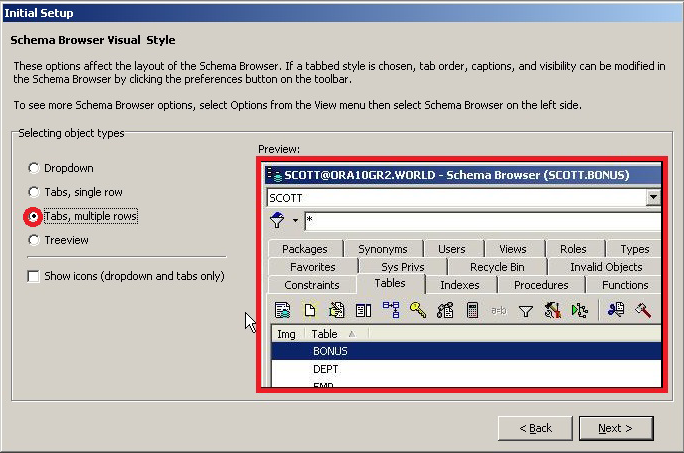 Initial Setup
Schema Browser Visual Style
These options affect the layout of the Schema Browser. If a tabbed style is chosen, tab order, captions, and visibility can be modified in
the Schema Browser by clicking the preferences button on the toolbar.
To see more Schema Browser options, select Options from the View menu then select Schema Browser on the left side.
Selecting object types
Dropdown
Tabs, single row
Tabs, multiple rows
Treeview
Show icons (dropdown and tabs only)
Preview:
SCOTT@ORA10GR2.WORLD - Schema Browser (SCOTT.BONUS)
SCOTT
*
Packages Synonyms Users Views Roles Types
Favorites Sys Privs Recycle Bin Invalid Objects
Constraints Tables Indexes Procedures Functions
a=b
Img Table
BONUS
DEPT
EMP
< Back Next >